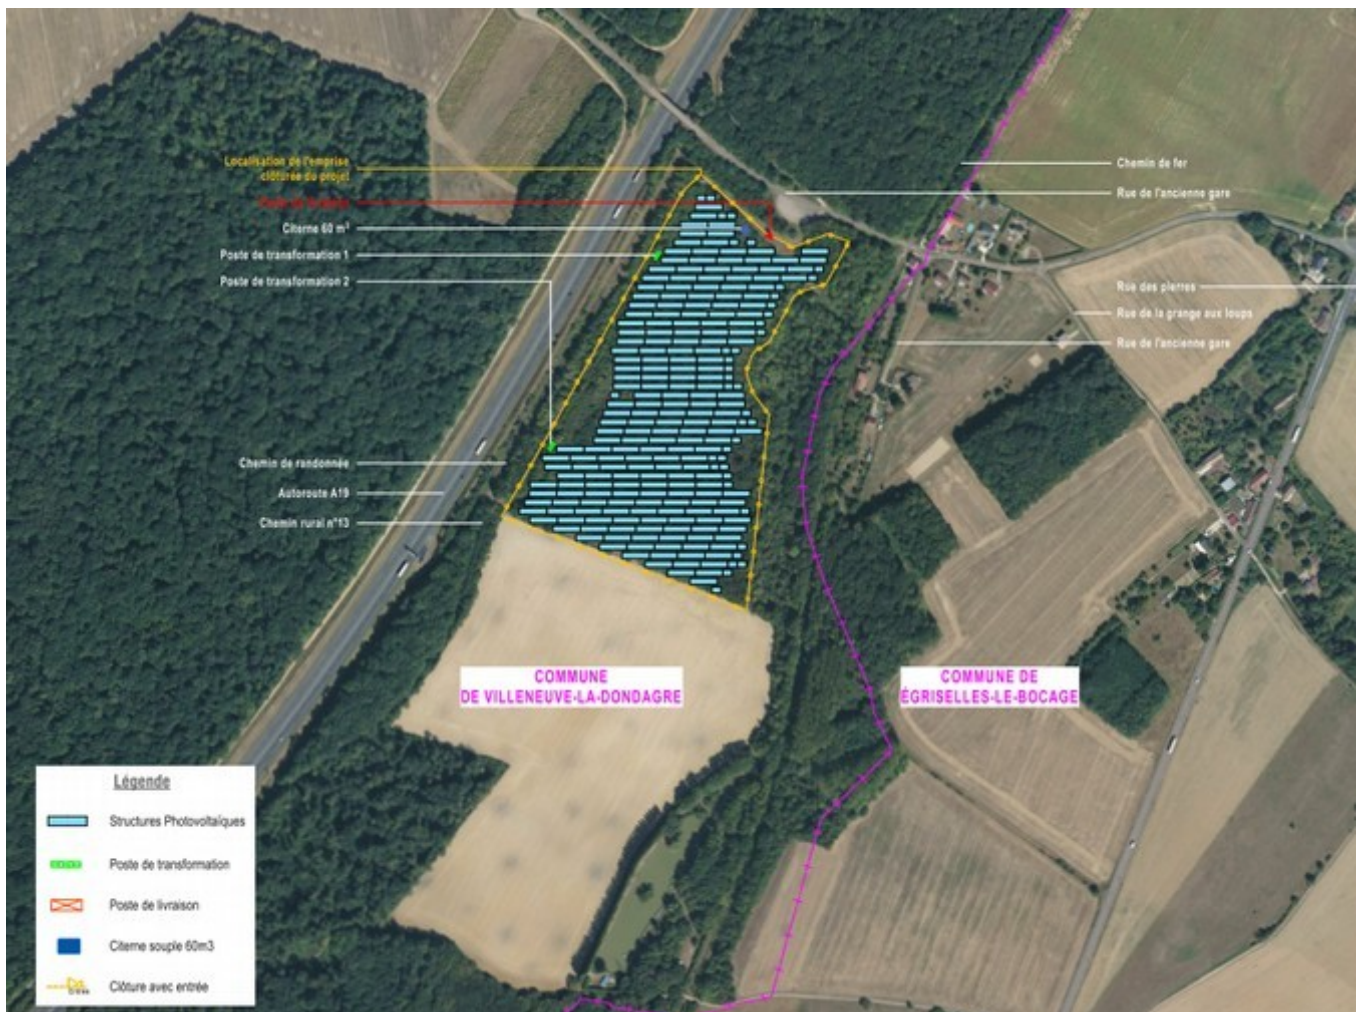 Localisation de l'emprise
clôturée du projet
Citerne 60 m³
Poste de transformation 1
Poste de transformation 2
Chemin de fer
Rue de l'ancienne gare
Rue des pierres
Rue de la grange aux loups
Rue de l'ancienne gare
Chemin de randonnée
Autoroute A19
Chemin rural n°13
COMMUNE
DE VILLENEUVE-LA-DONDAGRE
COMMUNE DE
ÉGRISELLES-LE-BOCAGE
Légende
Structures Photovoltaïques
Poste de transformation
Poste de livraison
Citerne souple 60m3
Clôture avec entrée